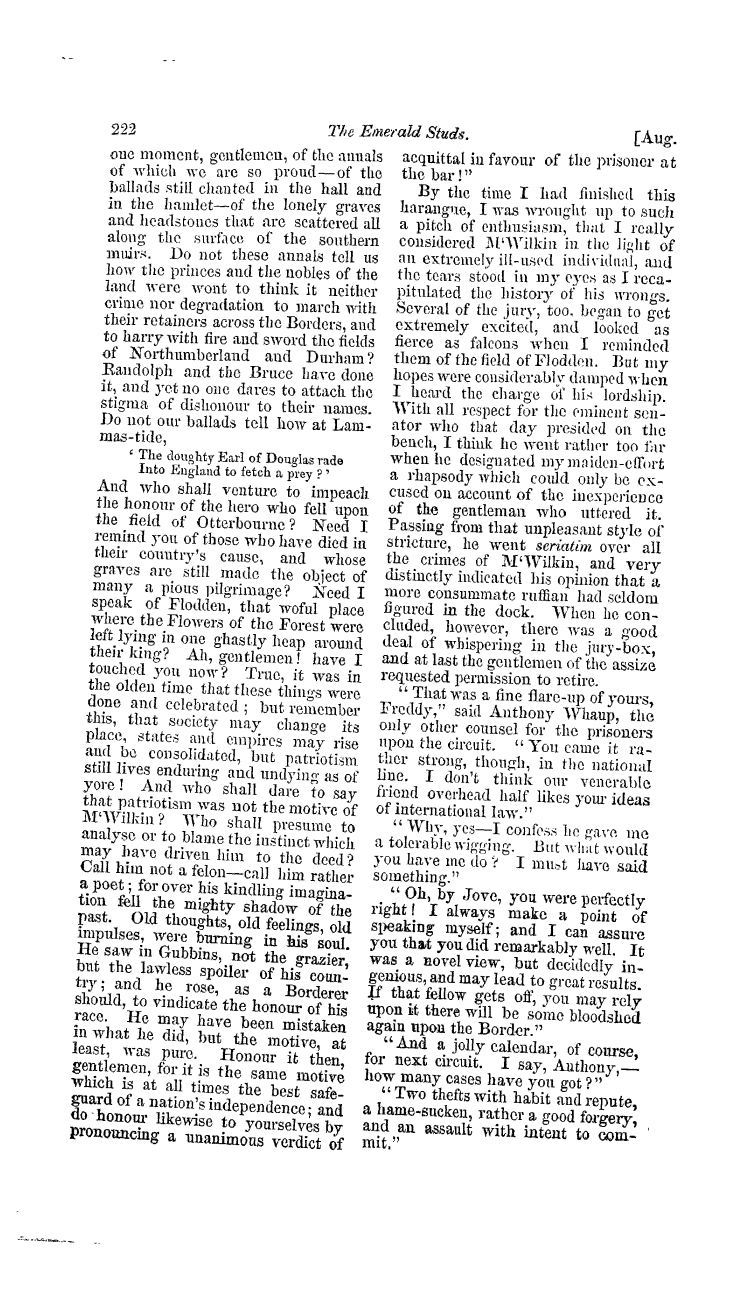 222
The Emerald Studs.
[Aug.
one moment, gentlemen, of the annals
of which we are so proud—of the
ballads still chanted in the hall and
in the hamlet—of the lonely graves
and headstones that are scattered all
along the surface of the southern
muirs. Do not these annals tell us
how the princes and the nobles of the
land were wont to think it neither
crime nor degradation to march with
their retainers across the Borders, and
to harry with fire and sword the fields
of Northumberland and Durham?
Randolph and the Bruce have done
it, and yet no one dares to attach the
stigma of dishonour to their names.
Do not our ballads tell how at Lam-
mas-tide,
‘ The doughty Earl of Douglas rade
Into England to fetch a prey?’
And who shall venture to impeach
the honour of the hero who fell upon
the field of Otterbourne? Need I
remind you of those who have died in
their country's cause, and whose
graves are still made the object of
many a pious pilgrimage? Need I
speak of Flodden, that woful place
where the Flowers of the Forest were
left lying in one ghastly heap around
their king? Ah, gentlemen! have I
touched you now? True, it was in
the olden time that these things were
done and celebrated; but remember
this, that society may change its
place, states and empires may rise
and be consolidated, but patriotism
still lives enduring and undying as of
yore! And who shall dare to say
that patriotism was not the motive of
M‘Wilkin? Who shall presume to
analyse or to blame the instinct which
may have driven him to the deed?
Call him not a felon—call him rather
a poet; for over his kindling imagina-
tion fell the mighty shadow of the
past. Old thoughts, old feelings, old
impulses, were burning in his soul.
He saw in Gubbins, not the grazier,
but the lawless spoiler of his coun-
try; and he rose, as a Borderer
should, to vindicate the honour of his
race. He may have been mistaken
in what he did, but the motive, at
least, was pure. Honour it then,
gentlemen, for it is the same motive
which is at all times the best safe-
guard of a nation's independence; and
do honour likewise to yourselves by
pronouncing a unanimous verdict of
acquittal in favour of the prisoner at
the bar!”
By the time I had finished this
harangue, I was wrought up to such
a pitch of enthusiasm, that I really
considered M‘Wilkin in the light of
an extremely ill-used individual, and
the tears stood in my eyes as I reca-
pitulated the history of his wrongs.
Several of the jury, too, began to get
extremely excited, and looked as
fierce as falcons when I reminded
them of the field of Flodden. But my
hopes were considerably damped when
I heard the charge of his lordship.
With all respect for the eminent sen-
ator who that day presided on the
bench, I think he went rather too far
when he designated my maiden-effort
a rhapsody which could only be ex-
cused on account of the inexperience
of the gentleman who uttered it.
Passing from that unpleasant style of
stricture, he went seriatim over all
the crimes of M‘Wilkin, and very
distinctly indicated his opinion that a
more consummate ruffian had seldom
figured in the dock. When he con-
cluded, however, there was a good
deal of whispering in the jury-box,
and at last the gentlemen of the assize
requested permission to retire.
“ That was a fine flare-up of yours,
Freddy,” said Anthony Whaup, the
only other counsel for the prisoners
upon the circuit. “ You came it ra-
ther strong, though, in the national
line. I don't think our venerable
friend overhead half likes your ideas
of international law.”
“ Why, yes—I confess he gave me
a tolerable wigging. But what would
you have me do? I must have said
something.”
“ Oh, by Jove, you were perfectly
right! I always make a point of
speaking myself; and I can assure
you that you did remarkably well. It
was a novel view, but decidedly in-
genious, and may lead to great results.
If that fellow gets off, you may rely
upon it there will be some bloodshed
again upon the Border.”
“ And a jolly calendar, of course,
for next circuit. I say, Anthony,—
how many cases have you got?”
“ Two thefts with habit and repute,
a hame-sucken, rather a good forgery,
and an assault with intent to com-
mit.”